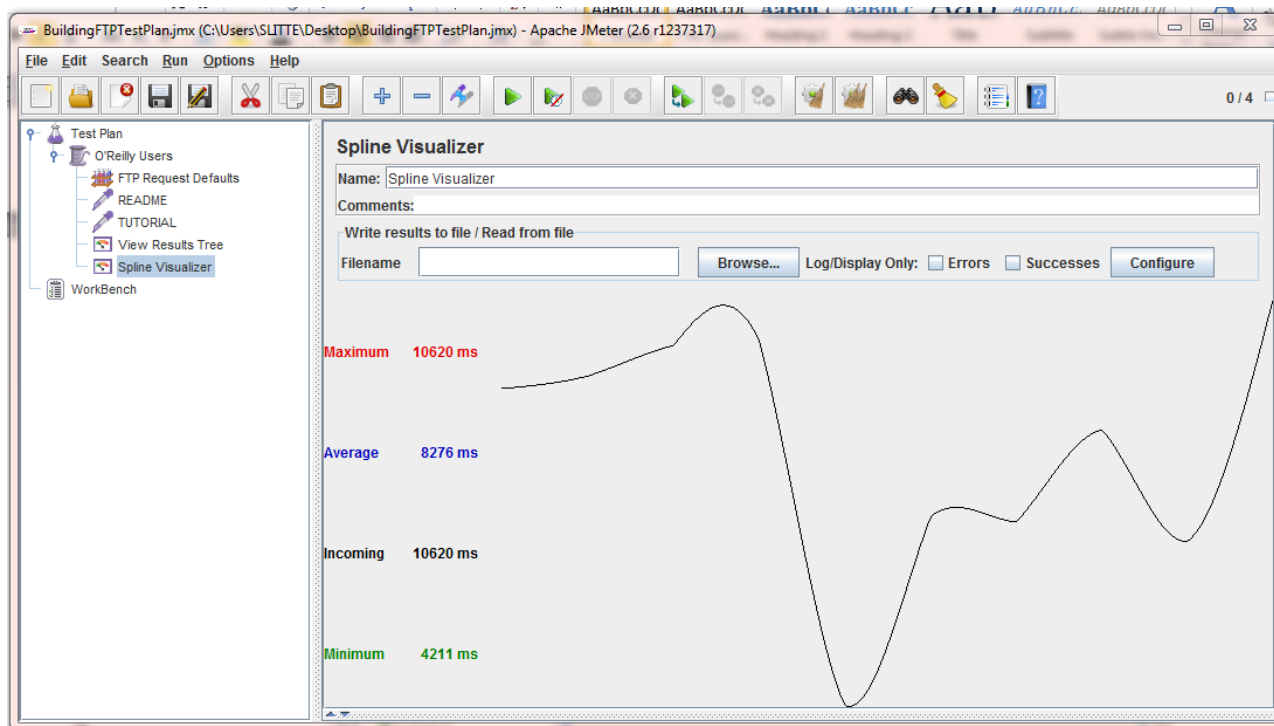 BuildingFTPTestPlan.jmx (C:\Users\SLITTE\Desktop\BuildingFTPTestPlan.jmx) - Apache JMeter (2.6 r1237317)
File Edit Search Run Options Help
0 / 4
Test Plan
O'Reilly Users
FTP Request Defaults
README
TUTORIAL
View Results Tree
Spline Visualizer
WorkBench
Spline Visualizer
Name: Spline Visualizer
Comments:
Write results to file / Read from file
Filename Browse... Log/Display Only: Errors Successes Configure
Maximum 10620 ms
Average 8276 ms
Incoming 10620 ms
Minimum 4211 ms